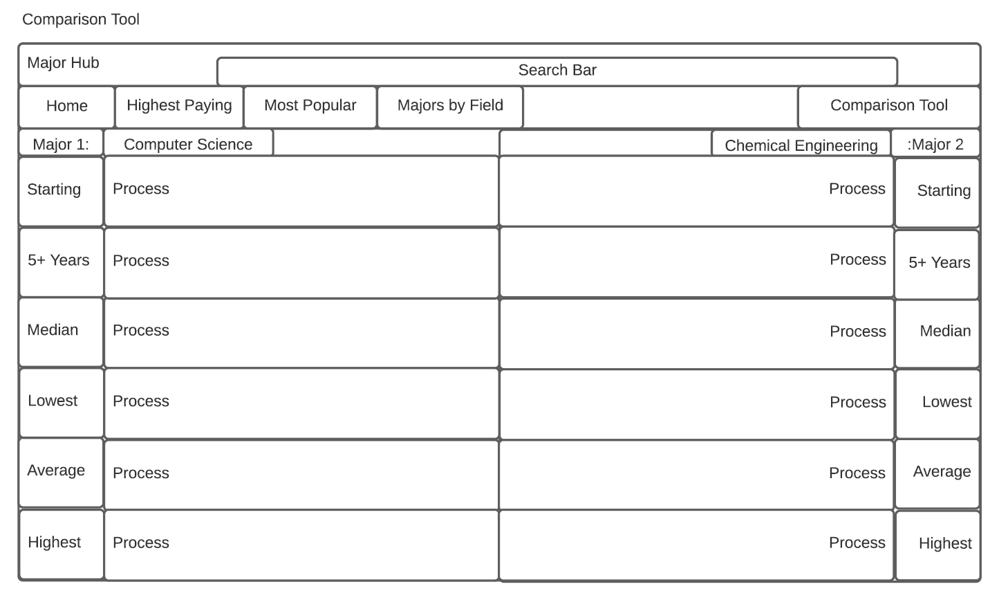 Comparison Tool
Major Hub
Search Bar
Home
Highest Paying
Most Popular
Majors by Field
Comparison Tool
Major 1:
Computer Science
Chemical Engineering
:Major 2
Starting
Process
Process
Starting
5+ Years
Process
Process
5+ Years
Median
Process
Process
Median
Lowest
Process
Process
Lowest
Average
Process
Process
Average
Highest
Process
Process
Highest